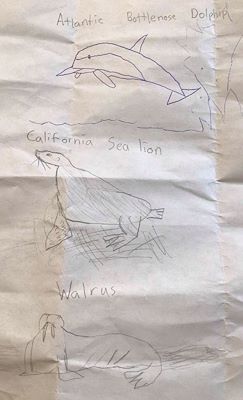 Atlantic Bottlenose Dolphin
California Sea lion
Walrus